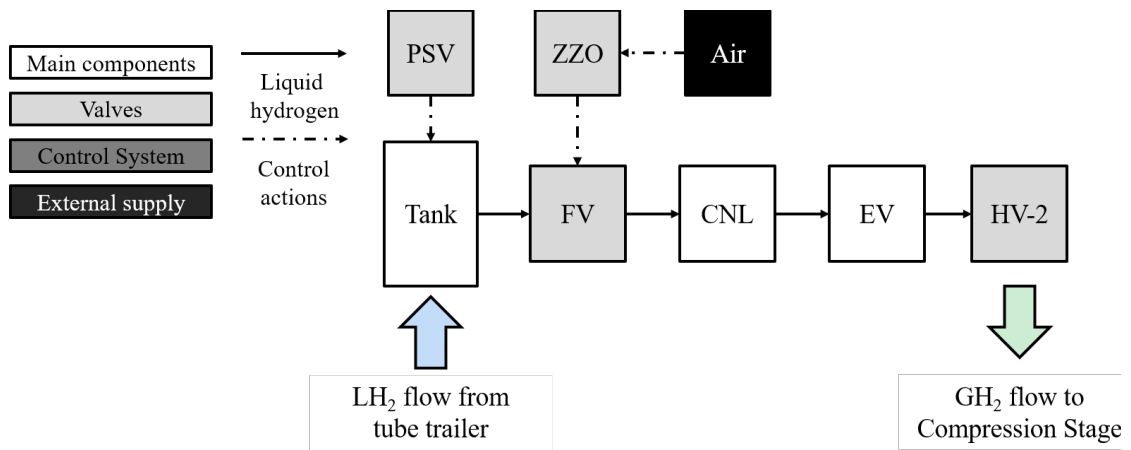 Main components
Valves
Control System
External supply
Liquid
hydrogen
Control
actions
PSV
ZZO
Air
Tank
FV
CNL
EV
HV-2
LH₂ flow from
tube trailer
GH₂ flow to
Compression Stage